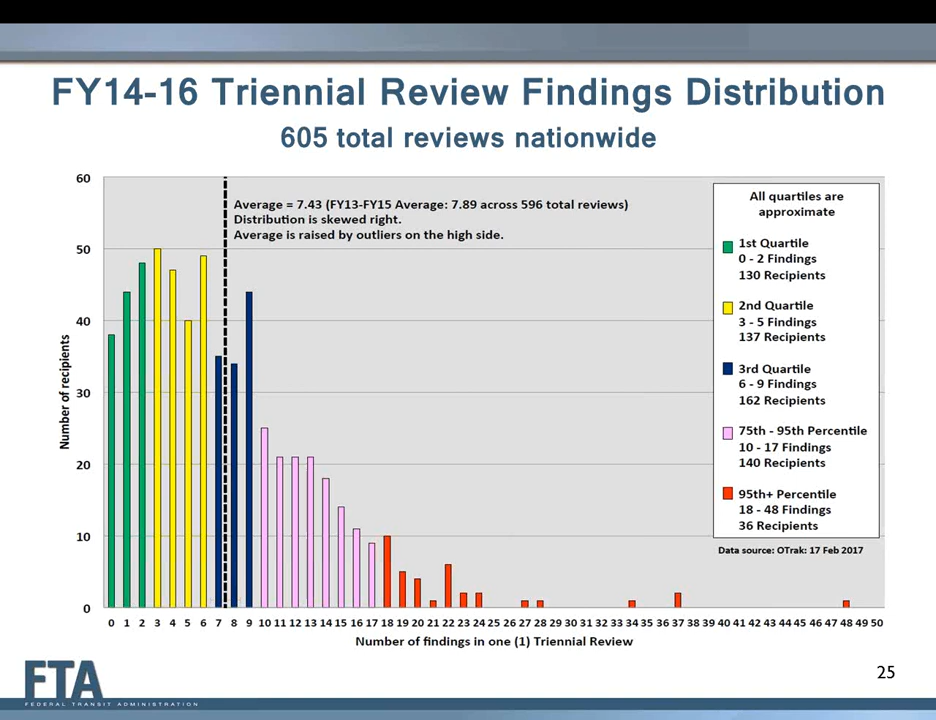 FY14-16 Triennial Review Findings Distribution
605 total reviews nationwide
60
50
40
30
20
10
0
Number of recipients
Average = 7.43 (FY13-FY15 Average: 7.89 across 596 total reviews)
Distribution is skewed right.
Average is raised by outliers on the high side.
All quartiles are
approximate
1st Quartile
0 - 2 Findings
130 Recipients
2nd Quartile
3 - 5 Findings
137 Recipients
3rd Quartile
6 - 9 Findings
162 Recipients
75th - 95th Percentile
10 - 17 Findings
140 Recipients
95th+ Percentile
18 - 48 Findings
36 Recipients
Data source: OTrak: 17 Feb 2017
0 1 2 3 4 5 6 7 8 9 10 11 12 13 14 15 16 17 18 19 20 21 22 23 24 25 26 27 28 29 30 31 32 33 34 35 36 37 38 39 40 41 42 43 44 45 46 47 48 49 50
Number of findings in one (1) Triennial Review
25
FTA
FEDERAL TRANSIT ADMINISTRATION